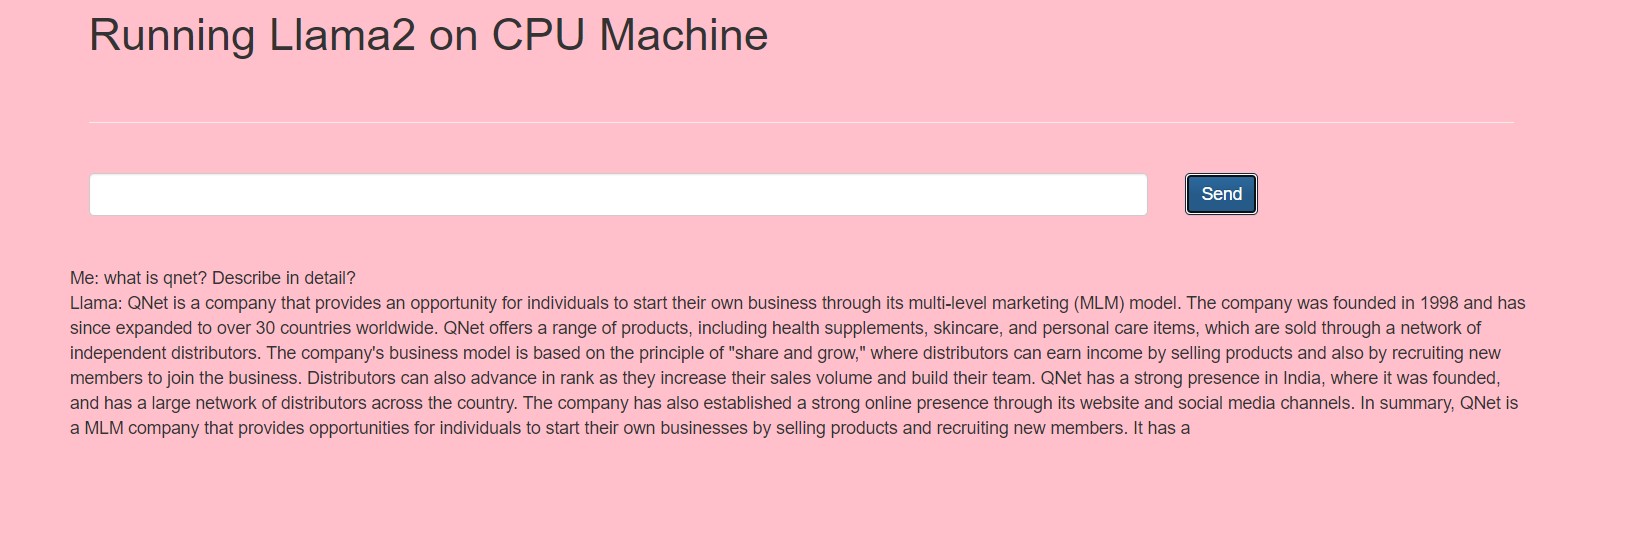 Running Llama2 on CPU Machine
Send
Me: what is qnet? Describe in detail?
Llama: QNet is a company that provides an opportunity for individuals to start their own business through its multi-level marketing (MLM) model. The company was founded in 1998 and has
since expanded to over 30 countries worldwide. QNet offers a range of products, including health supplements, skincare, and personal care items, which are sold through a network of
independent distributors. The company's business model is based on the principle of "share and grow," where distributors can earn income by selling products and also by recruiting new
members to join the business. Distributors can also advance in rank as they increase their sales volume and build their team. QNet has a strong presence in India, where it was founded,
and has a large network of distributors across the country. The company has also established a strong online presence through its website and social media channels. In summary, QNet is
a MLM company that provides opportunities for individuals to start their own businesses by selling products and recruiting new members. It has a